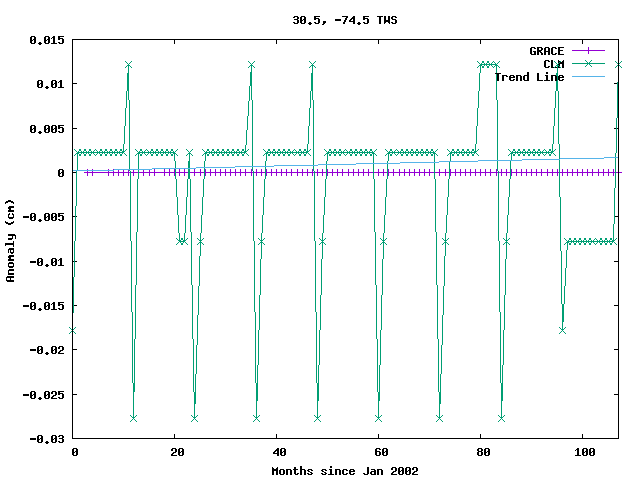 30.5, -74.5 TWS
GRACE
CLM
Trend Line
0.015
0.01
0.005
0
-0.005
-0.01
-0.015
-0.02
-0.025
-0.03
Anomaly (cm)
0 20 40 60 80 100
Months since Jan 2002